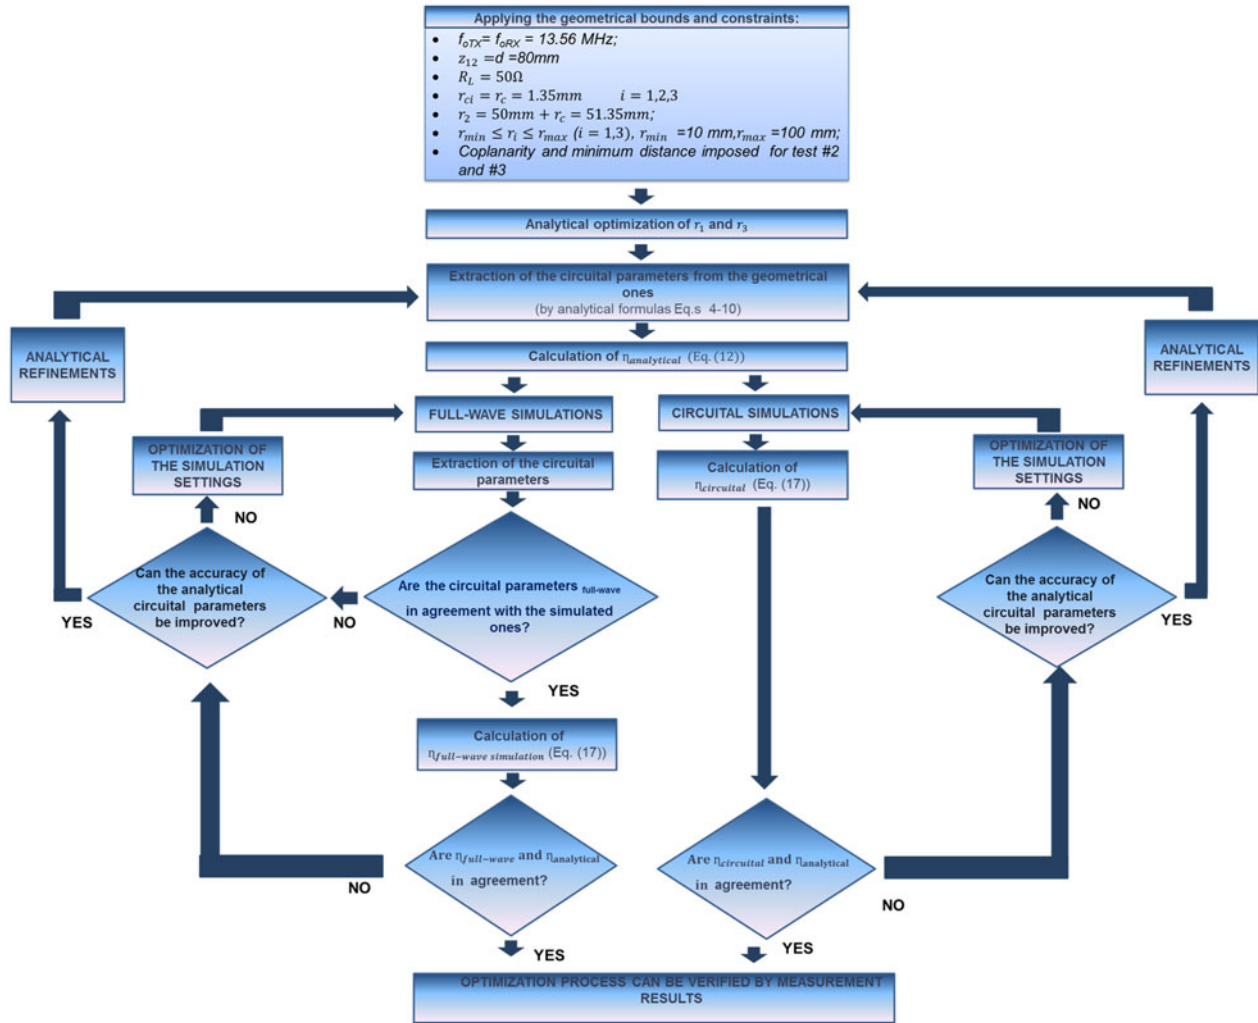 Applying the geometrical bounds and constraints:
• f_oTX= f_oRX = 13.56 MHz;
• z₁₂ =d =80mm
• R_L = 50Ω
• r_ci = r_c = 1.35mm i = 1,2,3
• r₂ = 50mm + r_c = 51.35mm;
• r_min ≤ r_i ≤ r_max (i = 1,3), r_min =10 mm,r_max =100 mm;
• Coplanarity and minimum distance imposed for test #2
and #3
Analytical optimization of r₁ and r₃
Extraction of the circuital parameters from the geometrical
ones
(by analytical formulas Eq.s 4-10)
Calculation of η_analytical (Eq. (12))
ANALYTICAL
REFINEMENTS
ANALYTICAL
REFINEMENTS
FULL-WAVE SIMULATIONS
CIRCUITAL SIMULATIONS
OPTIMIZATION OF
THE SIMULATION
SETTINGS
Extraction of the circuital
parameters
Calculation of
η_circuital (Eq. (17))
OPTIMIZATION OF
THE SIMULATION
SETTINGS
NO
NO
Can the accuracy of
the analytical
circuital parameters
be improved?
YES
NO
Are the circuital parameters full-wave
in agreement with the simulated
ones?
Can the accuracy of
the analytical
circuital parameters
be improved?
YES
YES
Calculation of
η_full−wave simulation (Eq. (17))
Are η_full−wave and η_analytical
in agreement?
NO
Are η_circuital and η_analytical
in agreement?
NO
YES
YES
OPTIMIZATION PROCESS CAN BE VERIFIED BY MEASUREMENT
RESULTS